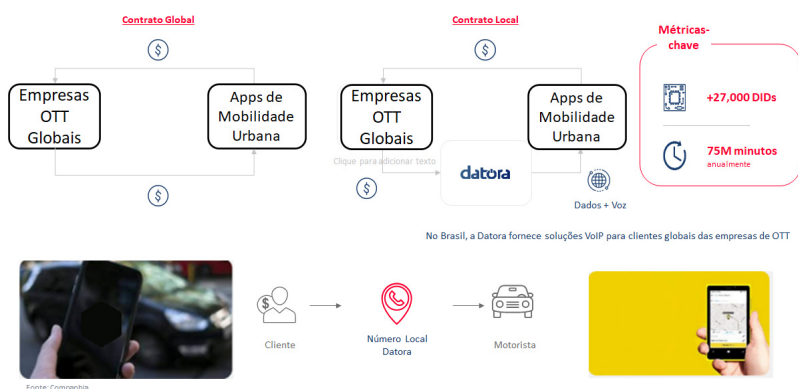 Contrato Global
Contrato Local
Métricas-
chave
$
$
Empresas
OTT
Globais
Apps de
Mobilidade
Urbana
Empresas
OTT
Globais
Apps de
Mobilidade
Urbana
+27,000 DIDs
75M minutos
anualmente
Clique para adicionar texto
datora
$
$
Dados + Voz
No Brasil, a Datora fornece soluções VoIP para clientes globais das empresas de OTT
$
Cliente
Número Local
Datora
Motorista
Fonte: Companhia